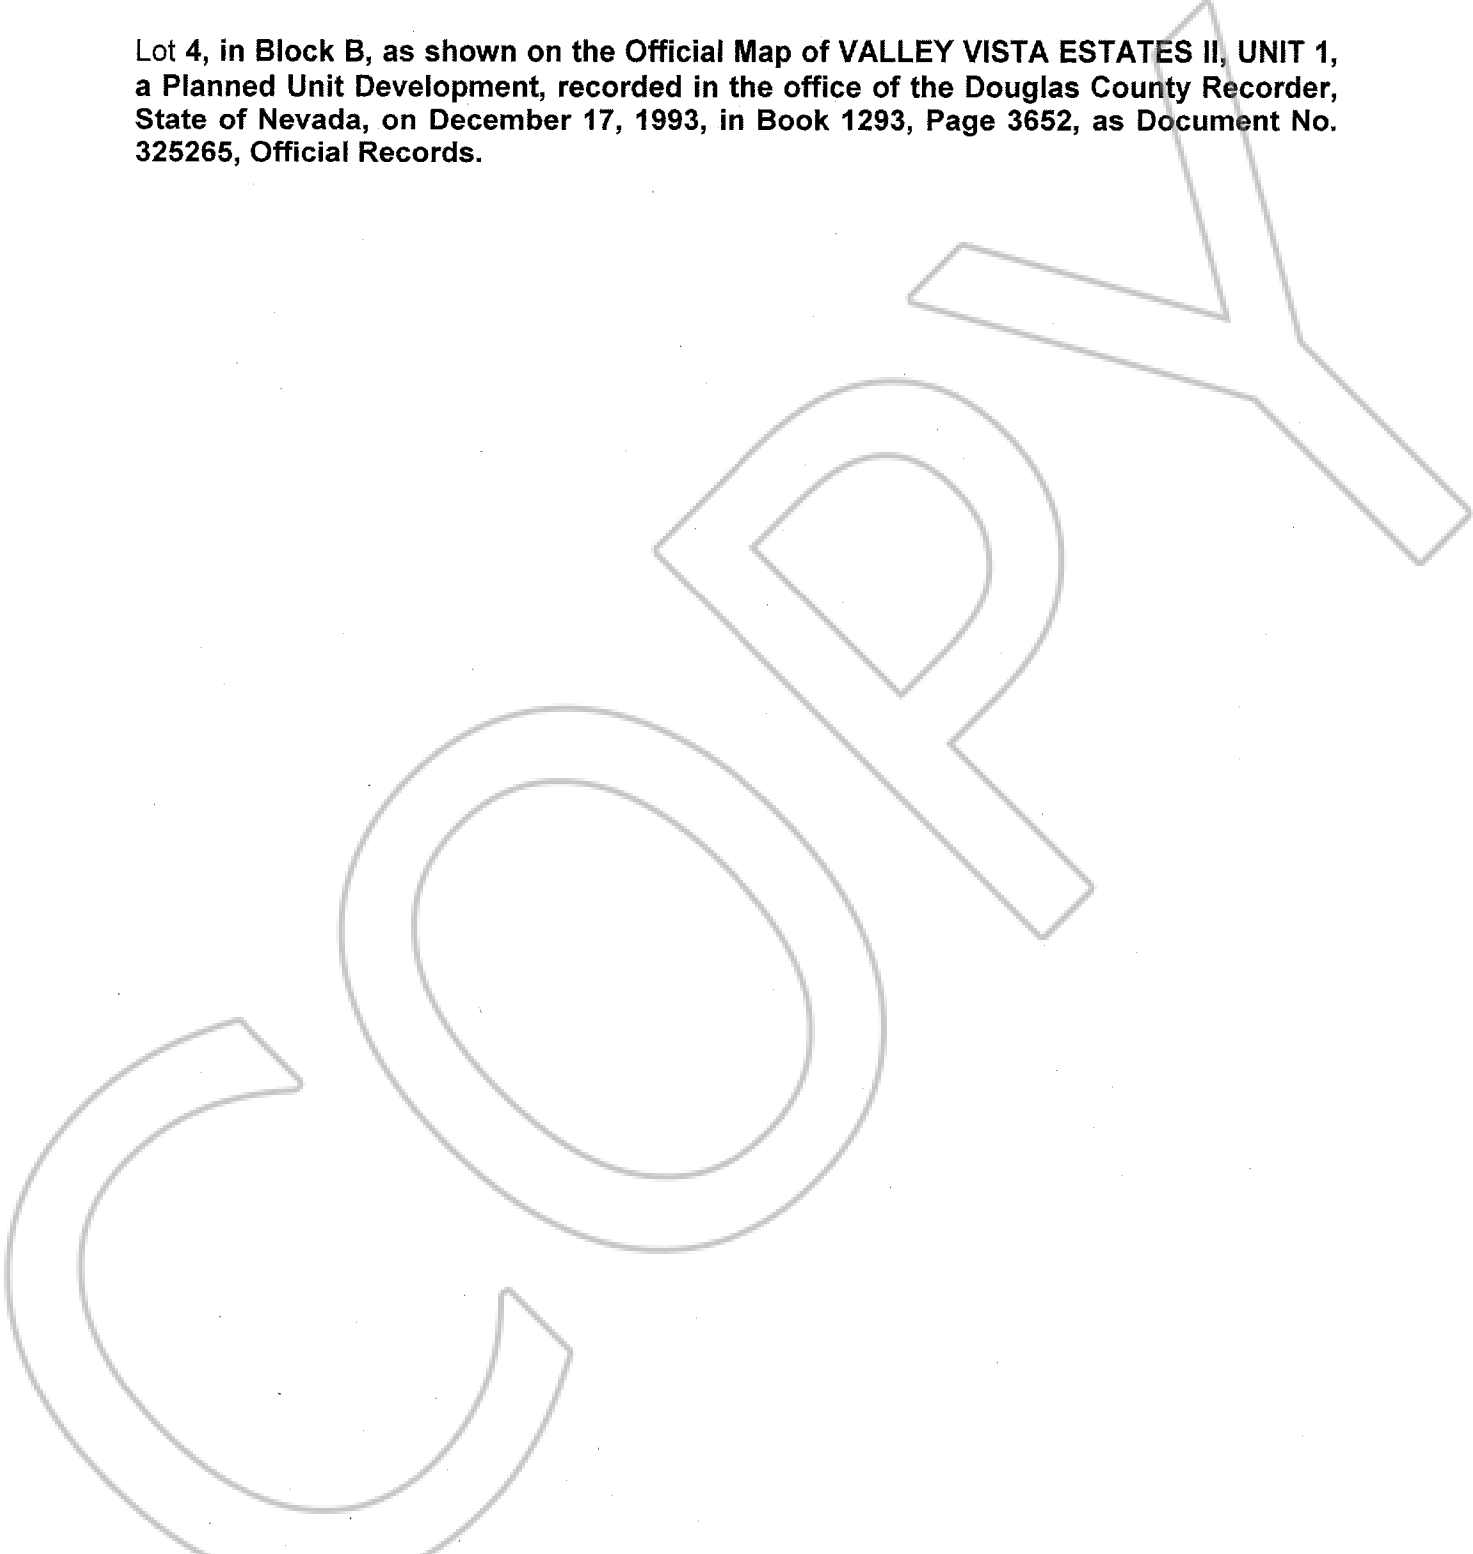 Lot 4, in Block B, as shown on the Official Map of VALLEY VISTA ESTATES II, UNIT 1,
a Planned Unit Development, recorded in the office of the Douglas County Recorder,
State of Nevada, on December 17, 1993, in Book 1293, Page 3652, as Document No.
325265, Official Records.
COPY